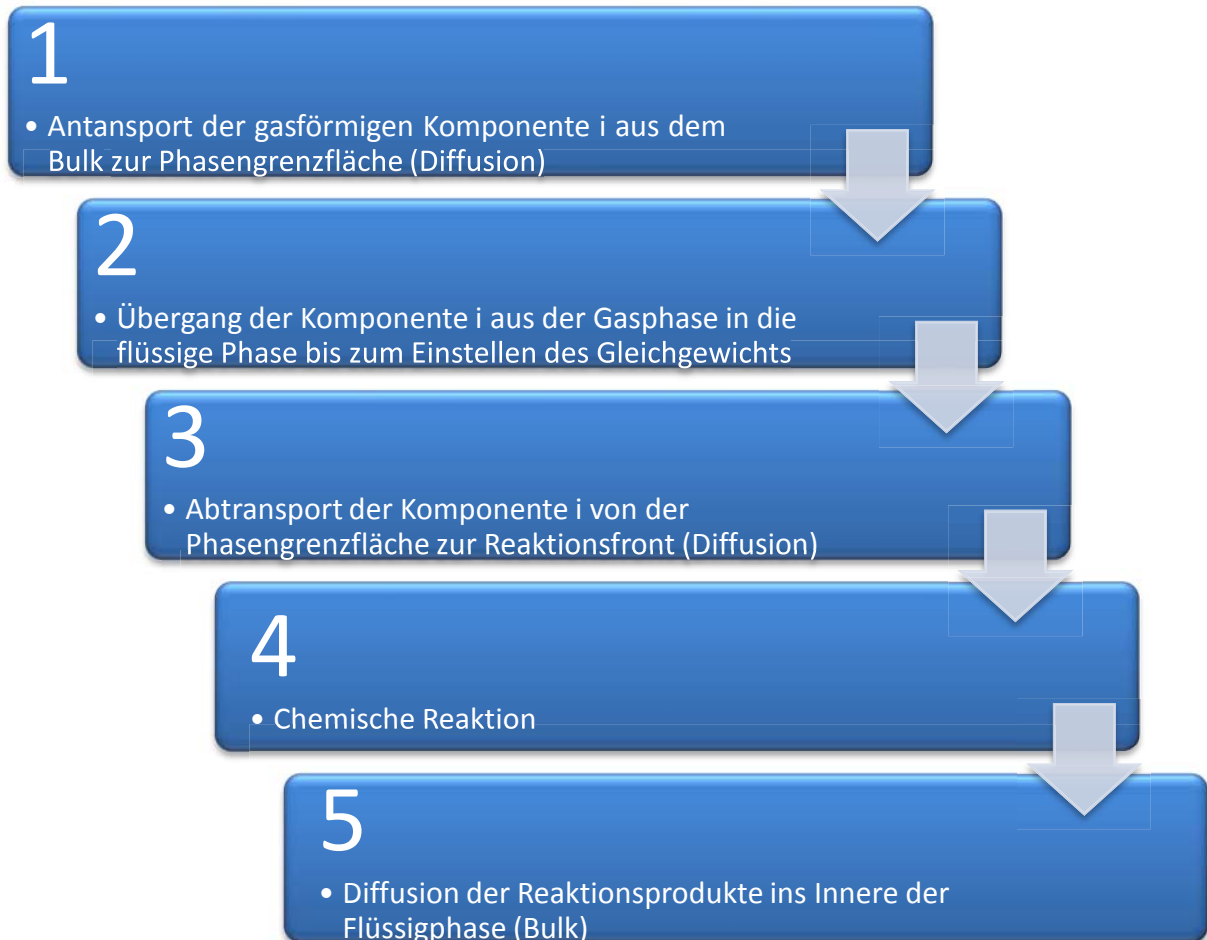 1
• Antansport der gasförmigen Komponente i aus dem
Bulk zur Phasengrenzfläche (Diffusion)
2
• Übergang der Komponente i aus der Gasphase in die
flüssige Phase bis zum Einstellen des Gleichgewichts
3
• Abtransport der Komponente i von der
Phasengrenzfläche zur Reaktionsfront (Diffusion)
4
• Chemische Reaktion
5
• Diffusion der Reaktionsprodukte ins Innere der
Flüssigphase (Bulk)